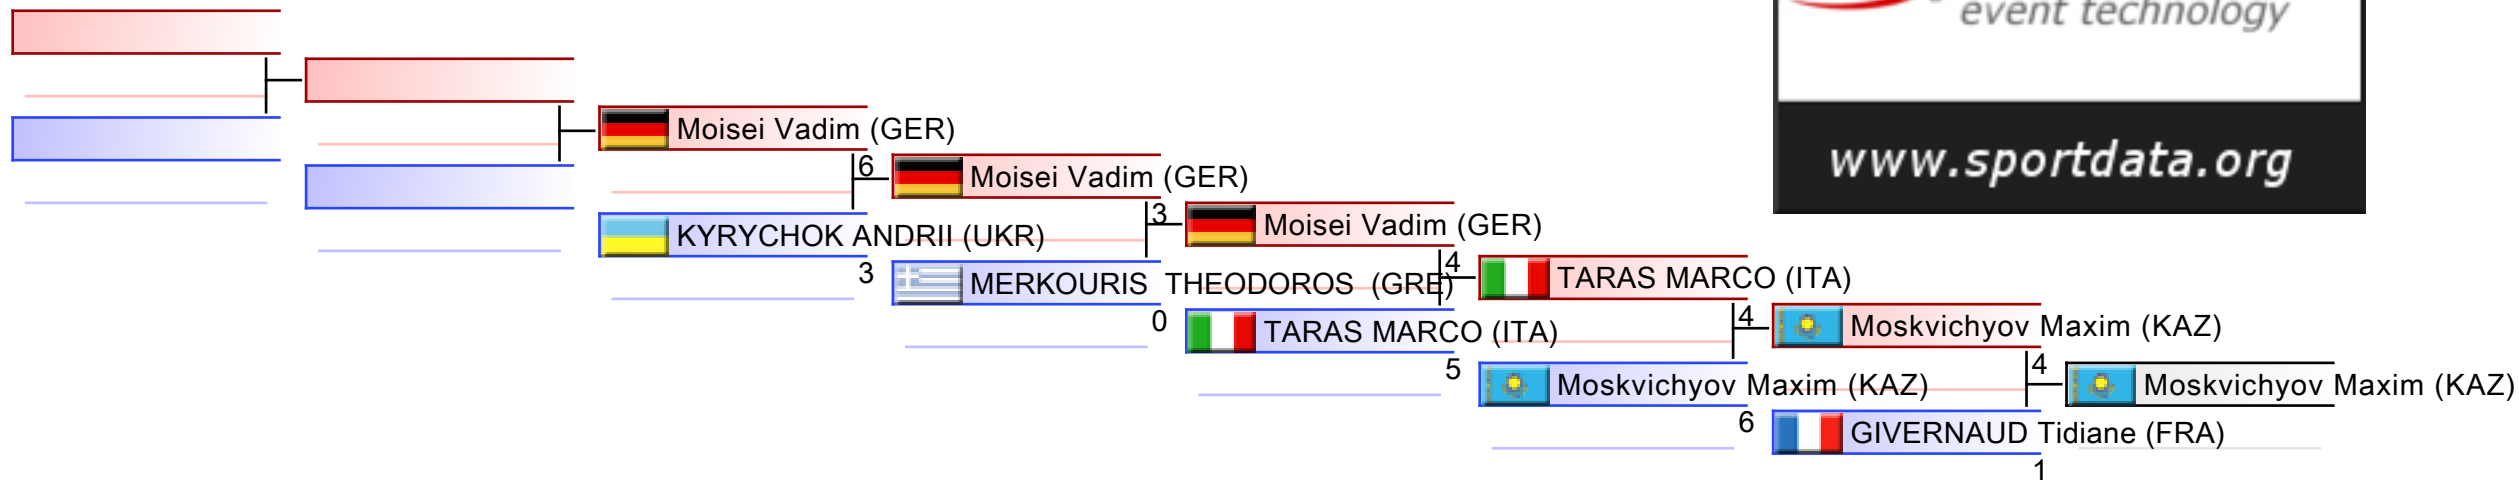 event technology
www.sportdata.org
Moisei Vadim (GER)
6
Moisei Vadim (GER)
KYRYCHOK ANDRII (UKR)
3
3
Moisei Vadim (GER)
MERKOURIS THEODOROS (GRE)
0
4
TARAS MARCO (ITA)
TARAS MARCO (ITA)
5
4
Moskvichyov Maxim (KAZ)
Moskvichyov Maxim (KAZ)
6
4
Moskvichyov Maxim (KAZ)
GIVERNAUD Tidiane (FRA)
1